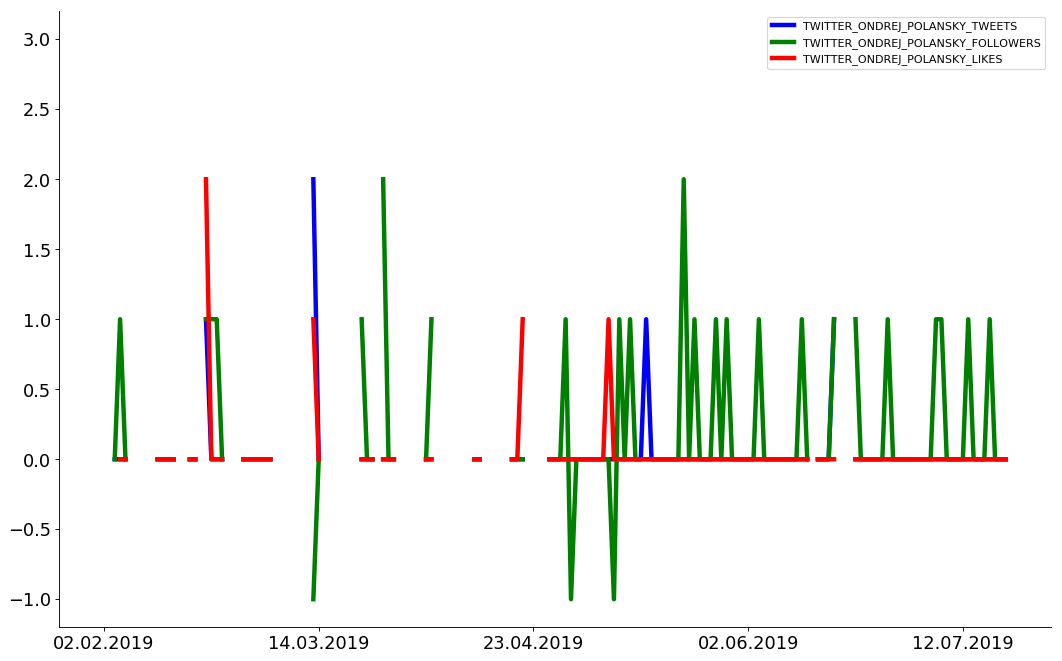 TWITTER_ONDREJ_POLANSKY_TWEETS
TWITTER_ONDREJ_POLANSKY_FOLLOWERS
TWITTER_ONDREJ_POLANSKY_LIKES
3.0
2.5
2.0
1.5
1.0
0.5
0.0
−0.5
−1.0
02.02.2019 14.03.2019 23.04.2019 02.06.2019 12.07.2019